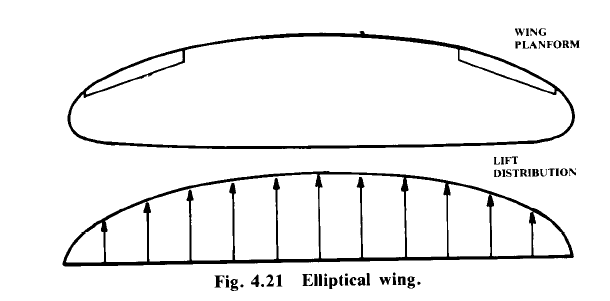 WING
PLANFORM
LIFT
DISTRIBUTION
Fig. 4.21 Elliptical wing.